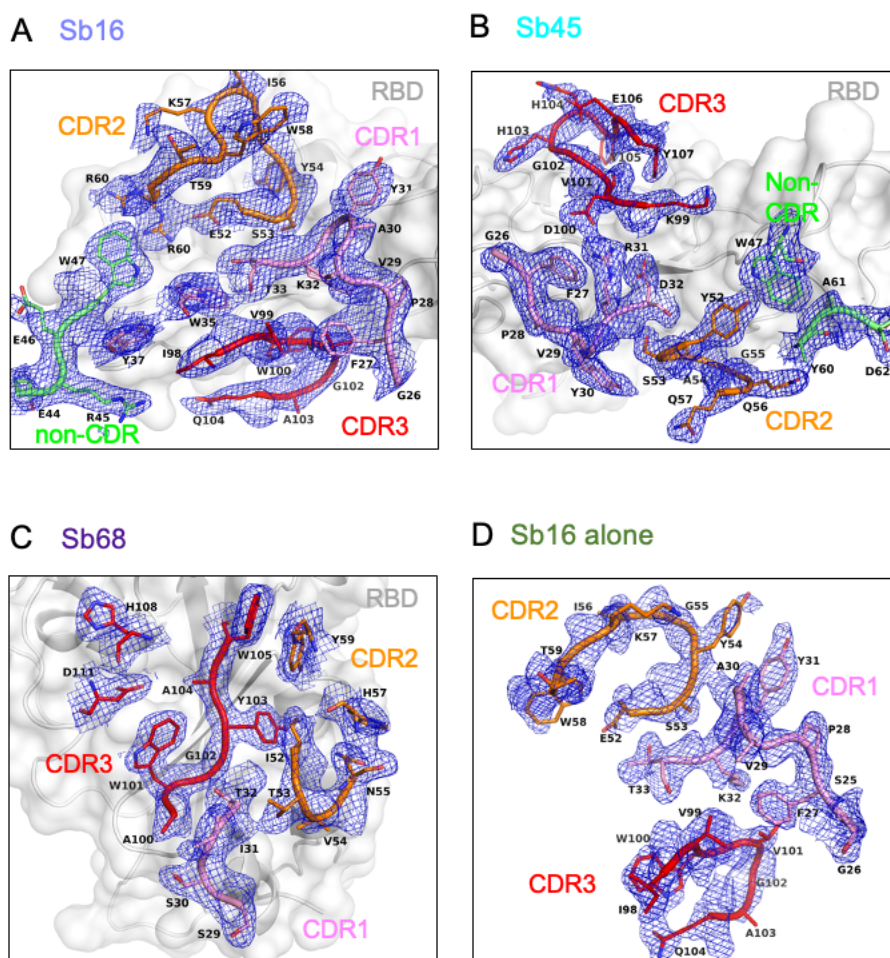 A Sb16
I56
K57
RBD
CDR2
W58
CDR1
Y54
R60
T59
Y31
E52
S53
A30
R60
W47
V29
T33
K32
P28
W35
E46
V99
Y37
I98
F27
W100
G102
G26
E44
R45
Q104
A103
non-CDR
CDR3
B Sb45
E106
CDR3
RBD
H104
H103
A105
Y107
G102
V101
Non-
CDR
K99
D100
G26
R31
W47
F27
D32
A61
Y52
P28
V29
S53
G55
Y60
D62
CDR1
A54
Y30
Q57
Q56
CDR2
C Sb68
H108
RBD
Y59
W105
D111
CDR2
A104
Y103
H57
CDR3
G102
I52
W101
T32
T53
N55
A100
V54
I31
S30
S29
CDR1
D Sb16 alone
CDR2
I56
G55
K57
Y54
T59
A30
Y31
CDR1
W58
S53
E52
P28
V29
S25
T33
K32
F27
V99
W100
V101
G26
CDR3
G102
I98
A103
Q104